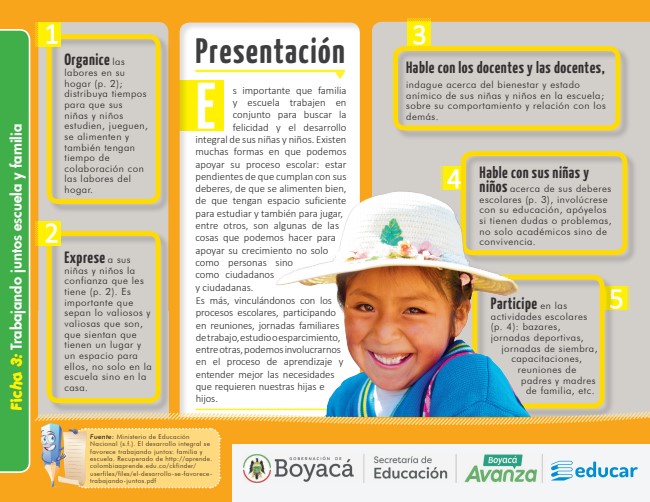 Ficha 3: Trabajando juntos escuela y familia
1
Organice las
labores en su
hogar (p. 2);
distribuya tiempos
para que sus
niñas y niños
estudien, jueguen,
se alimenten y
también tengan
tiempo de
colaboración con
las labores del
hogar.
2
Exprese a sus
niñas y niños la
confianza que les
tiene (p. 2). Es
importante que
sepan lo valiosos y
valiosas que son,
que sientan que
tienen un lugar y
un espacio para
ellos, no solo en la
escuela sino en la
casa.
Presentación
Es importante que familia
y escuela trabajen en
conjunto para buscar la
felicidad y el desarrollo
integral de sus niñas y niños. Existen
muchas formas en que podemos
apoyar su proceso escolar: estar
pendientes de que cumplan con sus
deberes, de que se alimenten bien,
de que tengan espacio suficiente
para estudiar y también para jugar,
entre otros, son algunas de las
cosas que podemos hacer para
apoyar su crecimiento no solo
como personas sino
como ciudadanos
y ciudadanas.
Es más, vinculándonos con los
procesos escolares, participando
en reuniones, jornadas familiares
de trabajo, estudio o esparcimiento,
entre otras, podemos involucrarnos
en el proceso de aprendizaje y
entender mejor las necesidades
que requieren nuestras hijas e
hijos.
3
Hable con los docentes y las docentes,
indague acerca del bienestar y estado
anímico de sus niñas y niños en la escuela;
sobre su comportamiento y relación con los
demás.
4
Hable con sus niñas y
niños acerca de sus deberes
escolares (p. 3), involúcrese
con su educación, apóyelos
si tienen dudas o problemas,
no solo académicos sino de
convivencia.
5
Participe en las
actividades escolares
(p. 4): bazares,
jornadas deportivas,
jornadas de siembra,
capacitaciones,
reuniones de
padres y madres
de familia, etc.
Fuente: Ministerio de Educación
Nacional (s.f.). El desarrollo integral se
favorece trabajando juntos: familia y
escuela. Recuperado de http://aprende.
colombiaaprende.edu.co/ckfinder/
userfiles/files/el-desarrollo-se-favorece-
trabajando-juntos.pdf
GOBERNACIÓN DE
Boyacá
Secretaría de
Educación
Boyacá
Avanza
educar